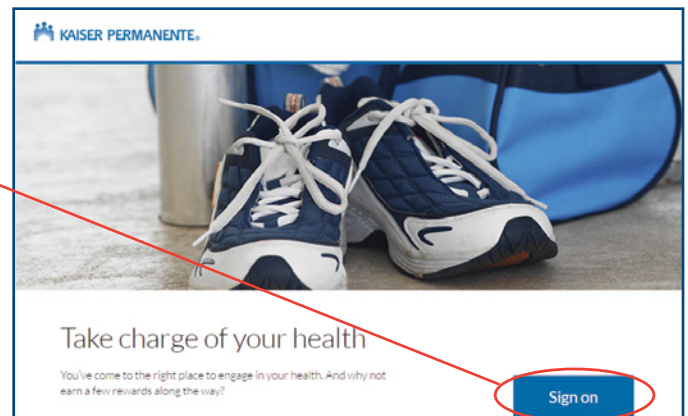 KAISER PERMANENTE®
Take charge of your health
You've come to the right place to engage in your health. And why not
earn a few rewards along the way?
Sign on